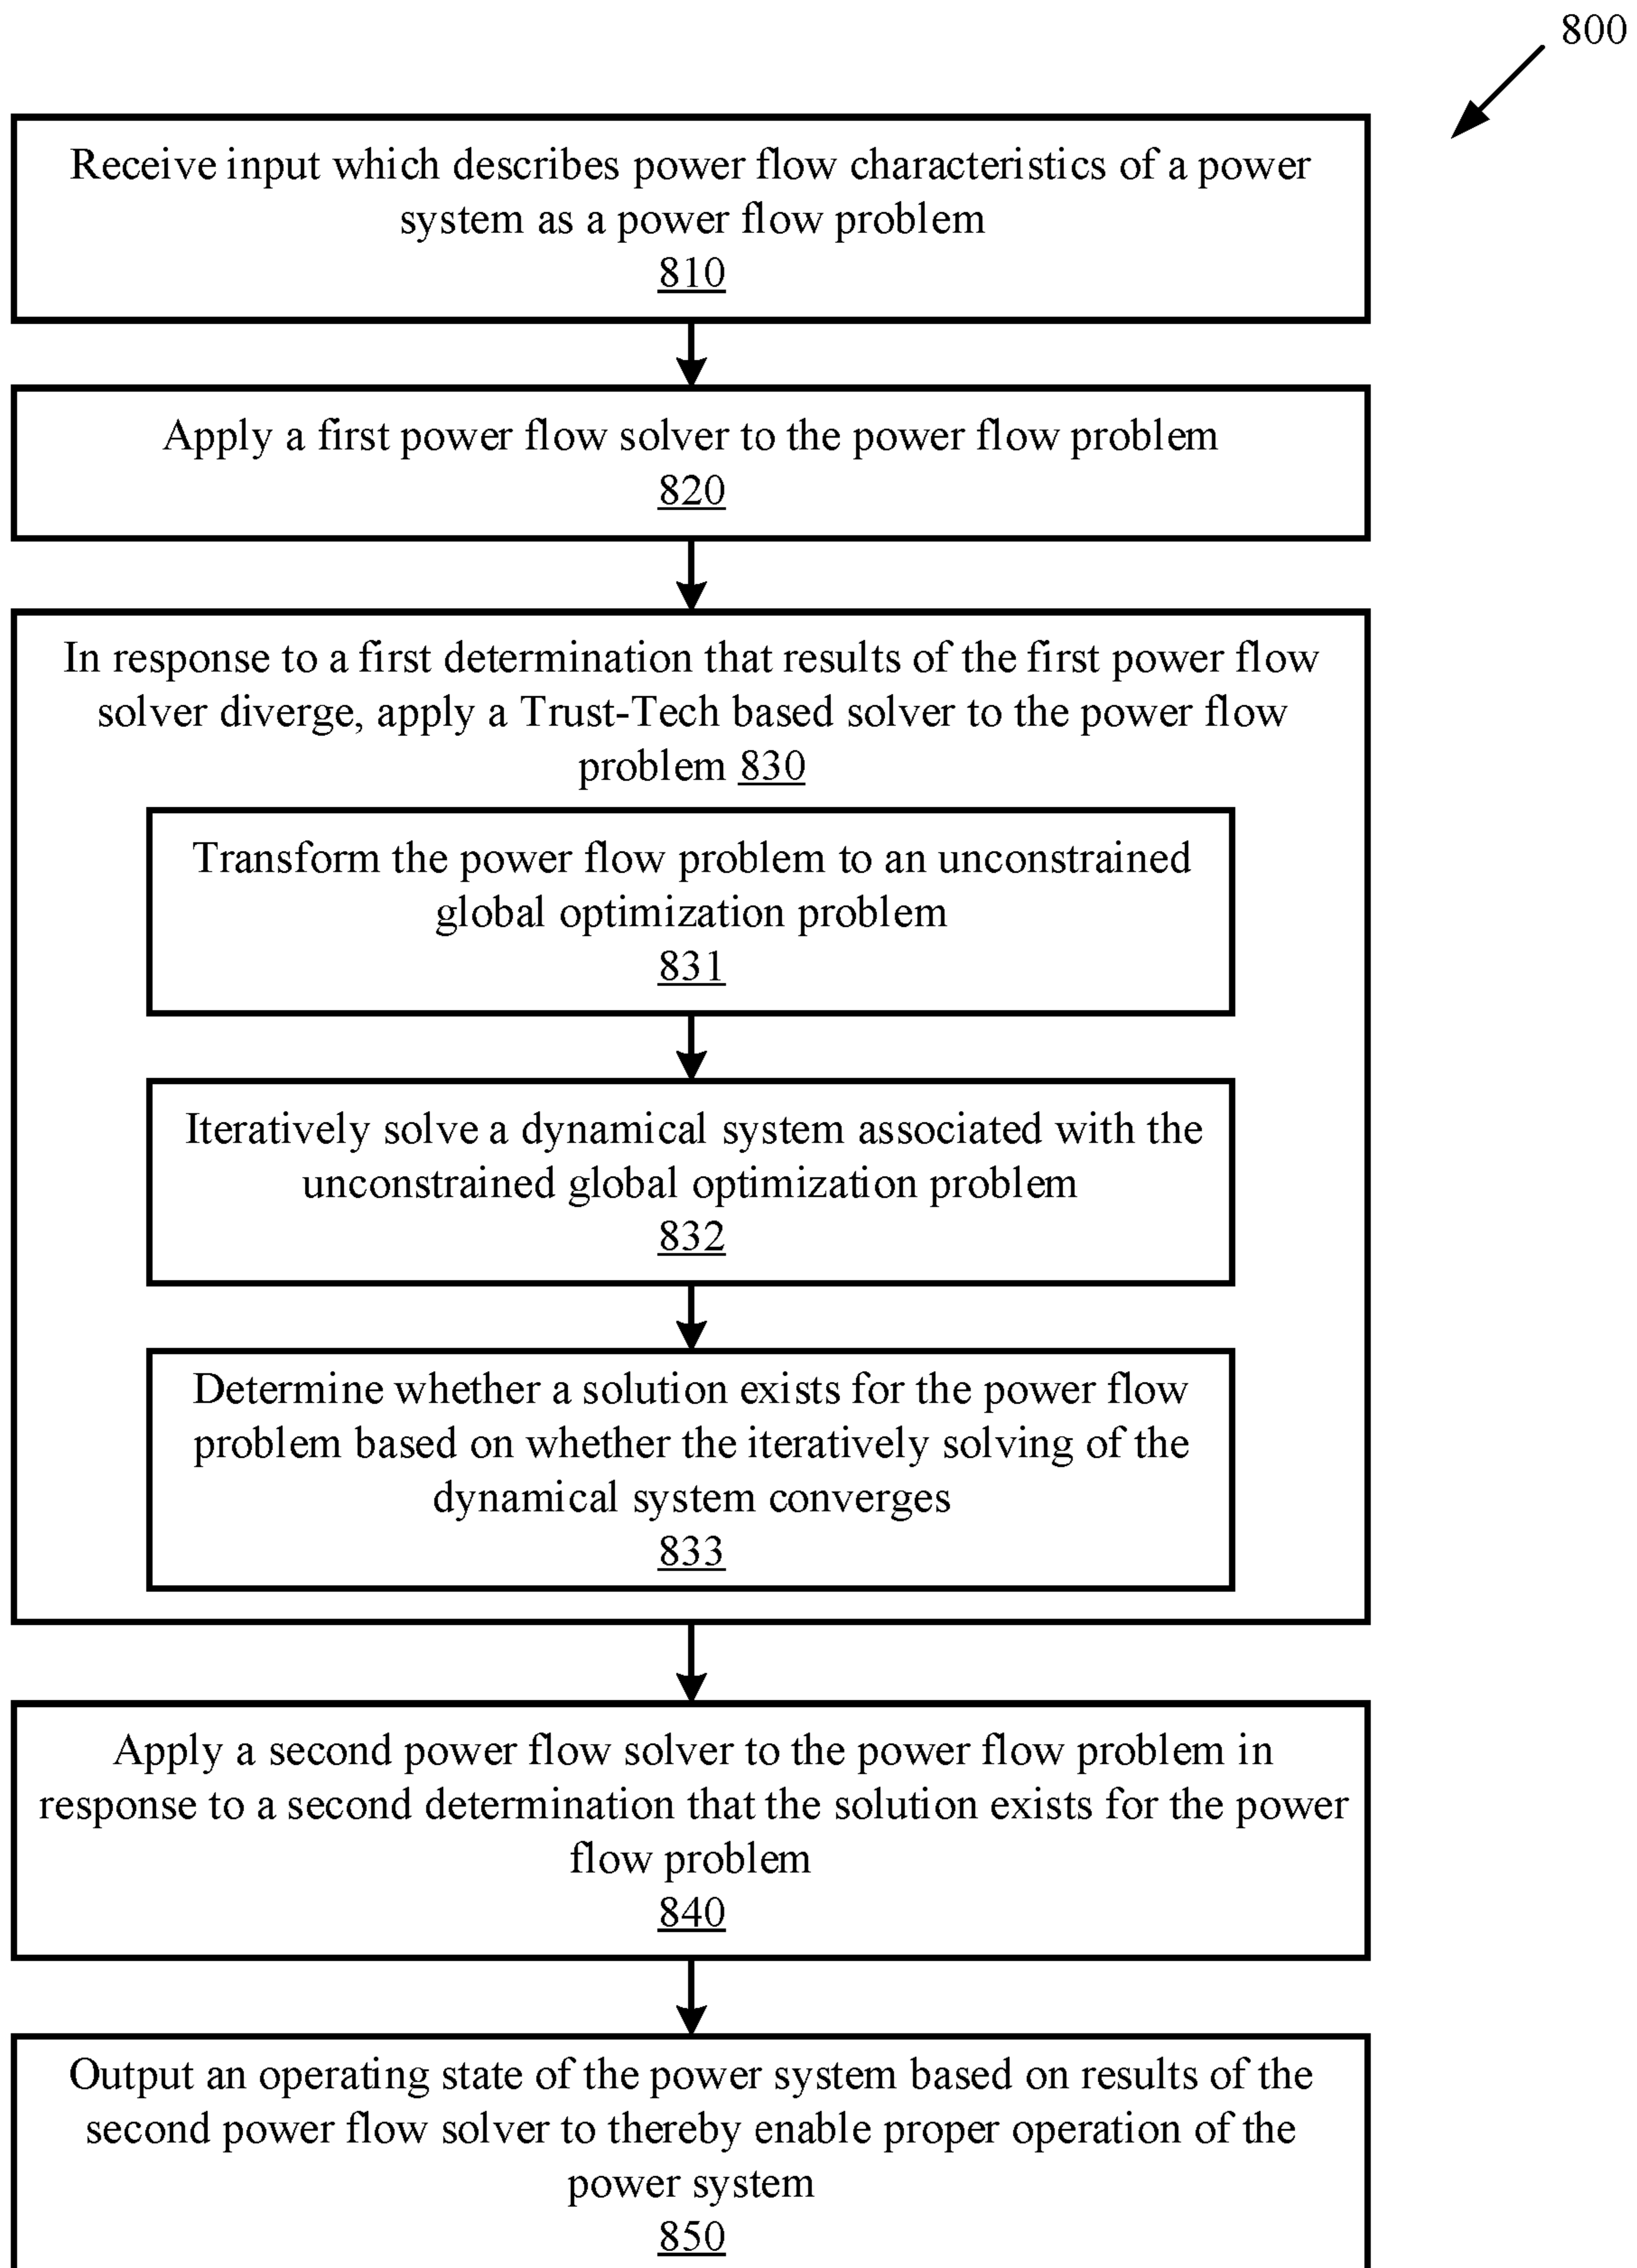 800
Receive input which describes power flow characteristics of a power
system as a power flow problem
810
Apply a first power flow solver to the power flow problem
820
In response to a first determination that results of the first power flow
solver diverge, apply a Trust-Tech based solver to the power flow
problem 830
Transform the power flow problem to an unconstrained
global optimization problem
831
Iteratively solve a dynamical system associated with the
unconstrained global optimization problem
832
Determine whether a solution exists for the power flow
problem based on whether the iteratively solving of the
dynamical system converges
833
Apply a second power flow solver to the power flow problem in
response to a second determination that the solution exists for the power
flow problem
840
Output an operating state of the power system based on results of the
second power flow solver to thereby enable proper operation of the
power system
850